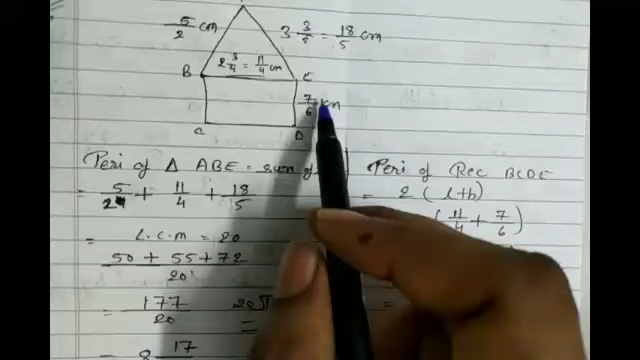 5/2 cm
3 3/5 = 18/5 cm
B
2 3/4 = 11/4 cm
E
7/6 cm
C
D
Peri of Δ ABE = sum of
= 5/2 + 11/4 + 18/5
= L.C.M = 20
50 + 55 + 72 / 20
= 177/20
= 8 17
Peri of Rec BCDE
= 2 (l+b)
(11/4 + 7/6)
=